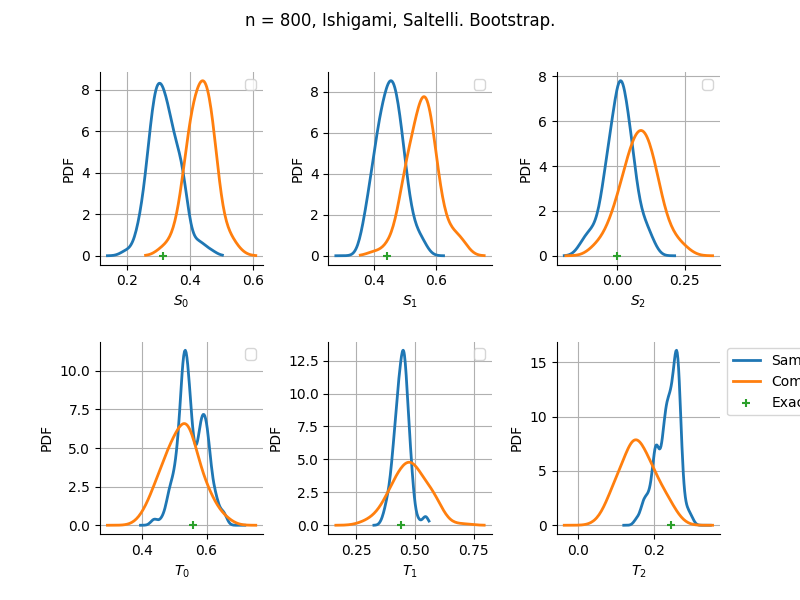 n = 800, Ishigami, Saltelli. Bootstrap.
8
6
4
2
0
PDF
0.2 0.4 0.6
S₀
8
6
4
2
0
PDF
0.4 0.6
S₁
8
6
4
2
0
PDF
0.00 0.25
S₂
10.0
7.5
5.0
2.5
0.0
PDF
0.4 0.6
T₀
12.5
10.0
7.5
5.0
2.5
0.0
PDF
0.25 0.50 0.75
T₁
15
10
5
0
PDF
0.0 0.2
T₂
Sam
Com
Exac